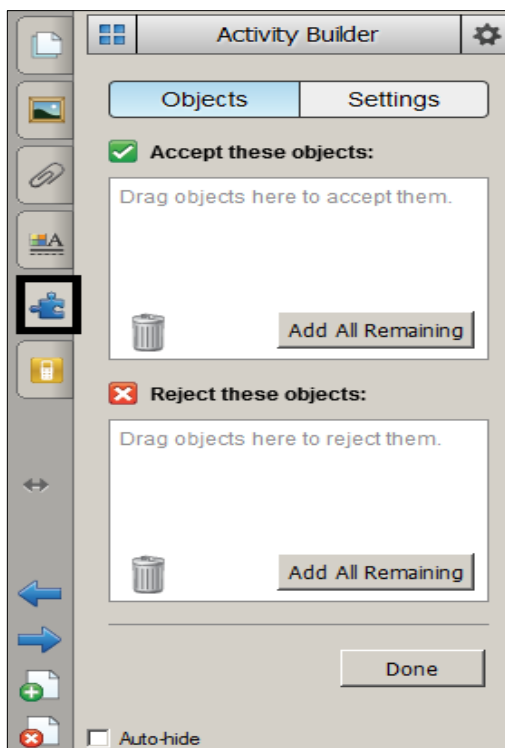 Activity Builder
Objects Settings
Accept these objects:
Drag objects here to accept them.
Add All Remaining
Reject these objects:
Drag objects here to reject them.
Add All Remaining
Done
Auto-hide